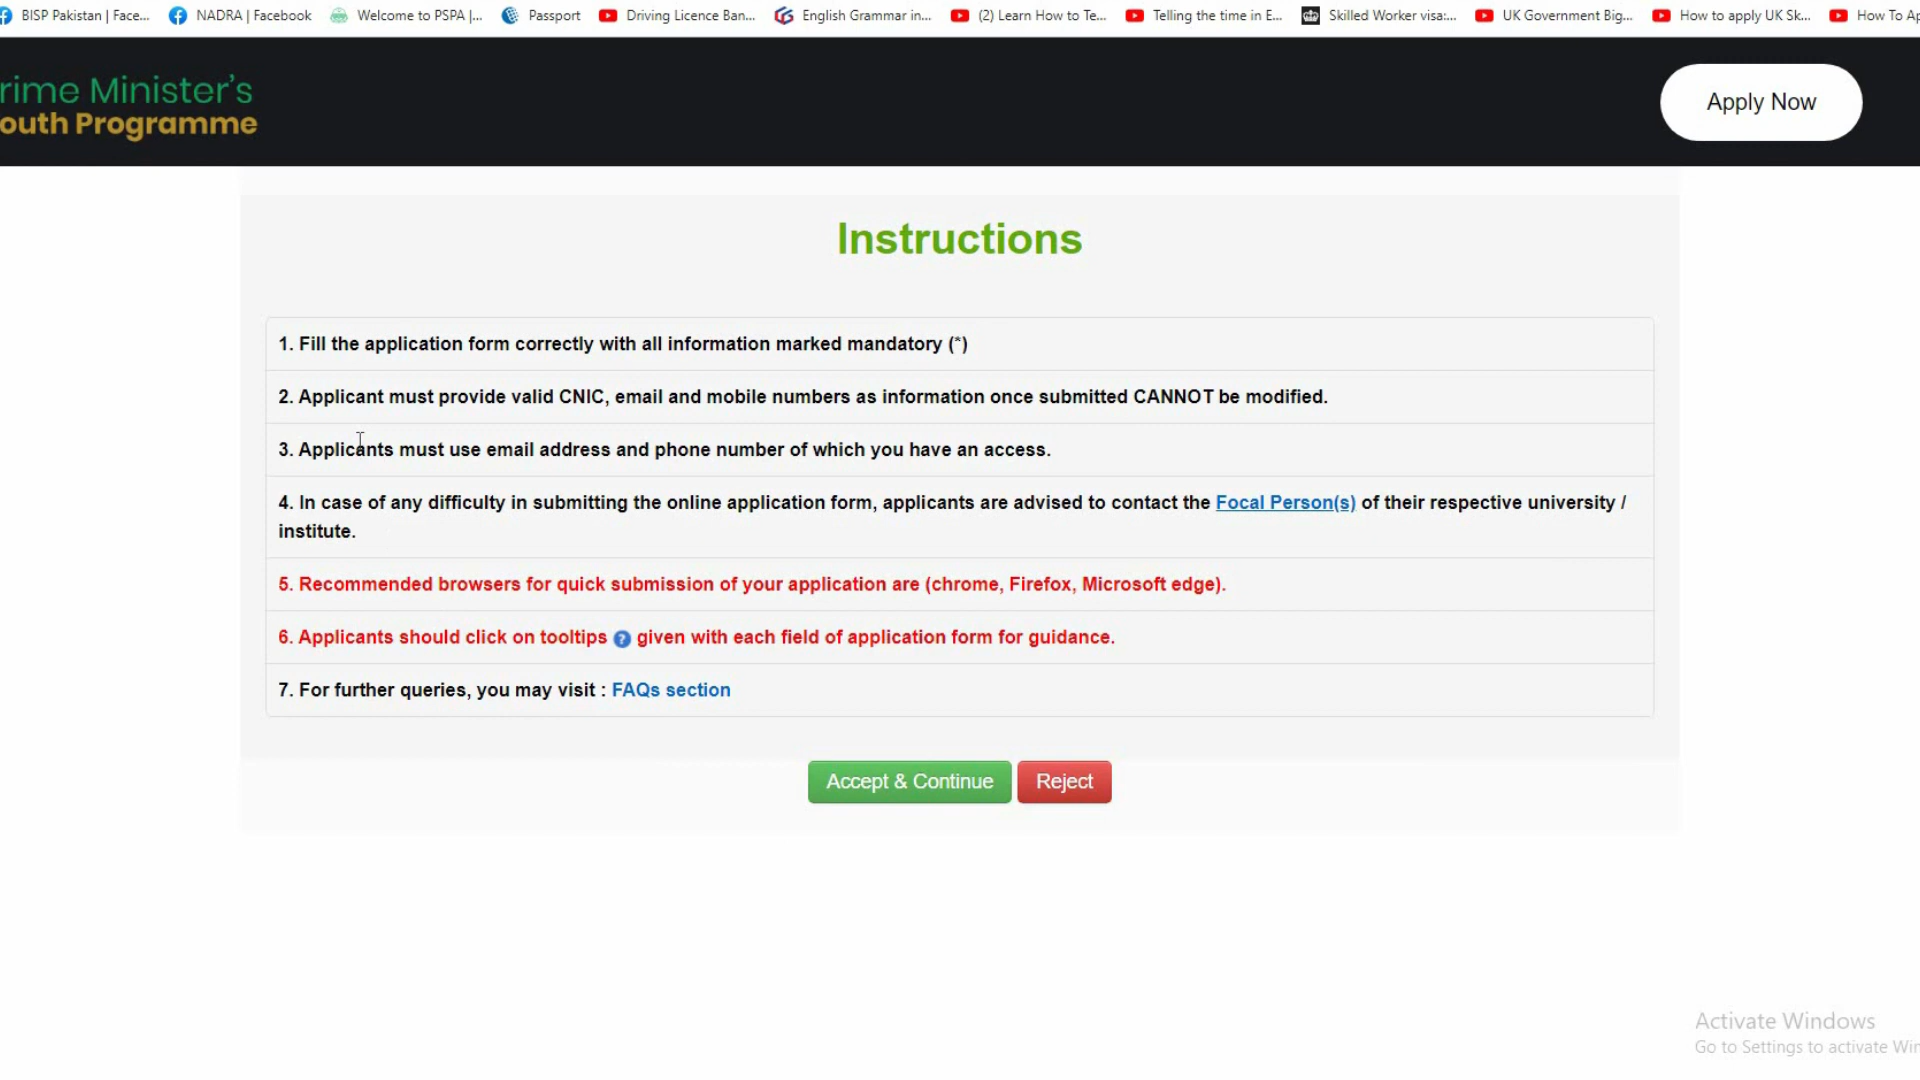 BISP Pakistan | Face...
NADRA | Facebook
Welcome to PSPA |...
Passport
Driving Licence Ban...
English Grammar in...
(2) Learn How to Te...
Telling the time in E...
Skilled Worker visa:...
UK Government Big...
How to apply UK Sk...
How To Ap
rime Minister's
outh Programme
Apply Now
Instructions
1. Fill the application form correctly with all information marked mandatory (*)
2. Applicant must provide valid CNIC, email and mobile numbers as information once submitted CANNOT be modified.
3. Applicants must use email address and phone number of which you have an access.
4. In case of any difficulty in submitting the online application form, applicants are advised to contact the Focal Person(s) of their respective university /
institute.
5. Recommended browsers for quick submission of your application are (chrome, Firefox, Microsoft edge).
6. Applicants should click on tooltips ? given with each field of application form for guidance.
7. For further queries, you may visit : FAQs section
Accept & Continue
Reject
Activate Windows
Go to Settings to activate Win